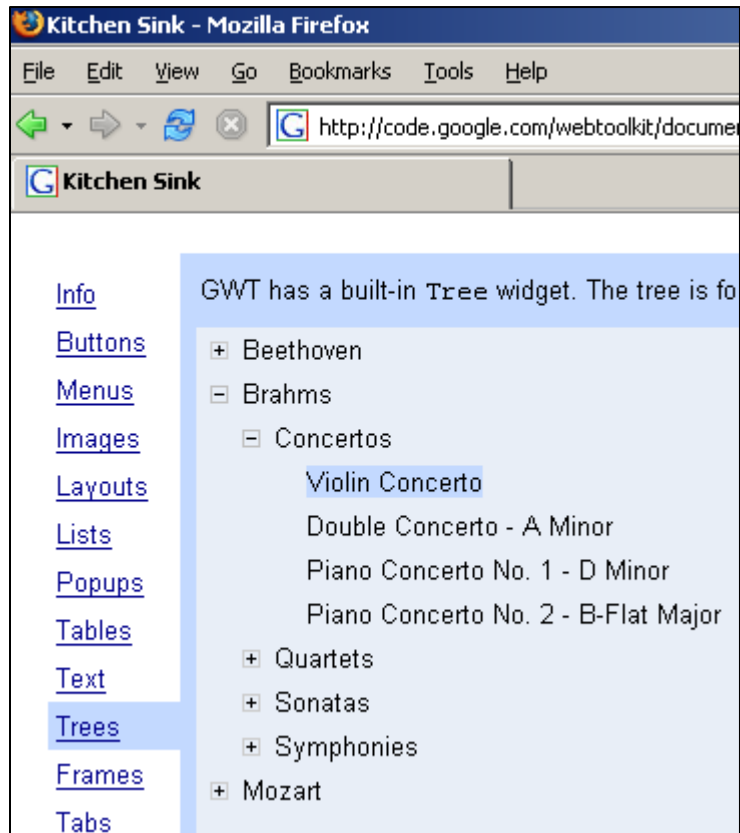 Kitchen Sink - Mozilla Firefox
File Edit View Go Bookmarks Tools Help
G http://code.google.com/webtoolkit/documen
G Kitchen Sink
GWT has a built-in Tree widget. The tree is fo
Info
Buttons
Menus
Images
Layouts
Lists
Popups
Tables
Text
Trees
Frames
Tabs
Beethoven
Brahms
Concertos
Violin Concerto
Double Concerto - A Minor
Piano Concerto No. 1 - D Minor
Piano Concerto No. 2 - B-Flat Major
Quartets
Sonatas
Symphonies
Mozart